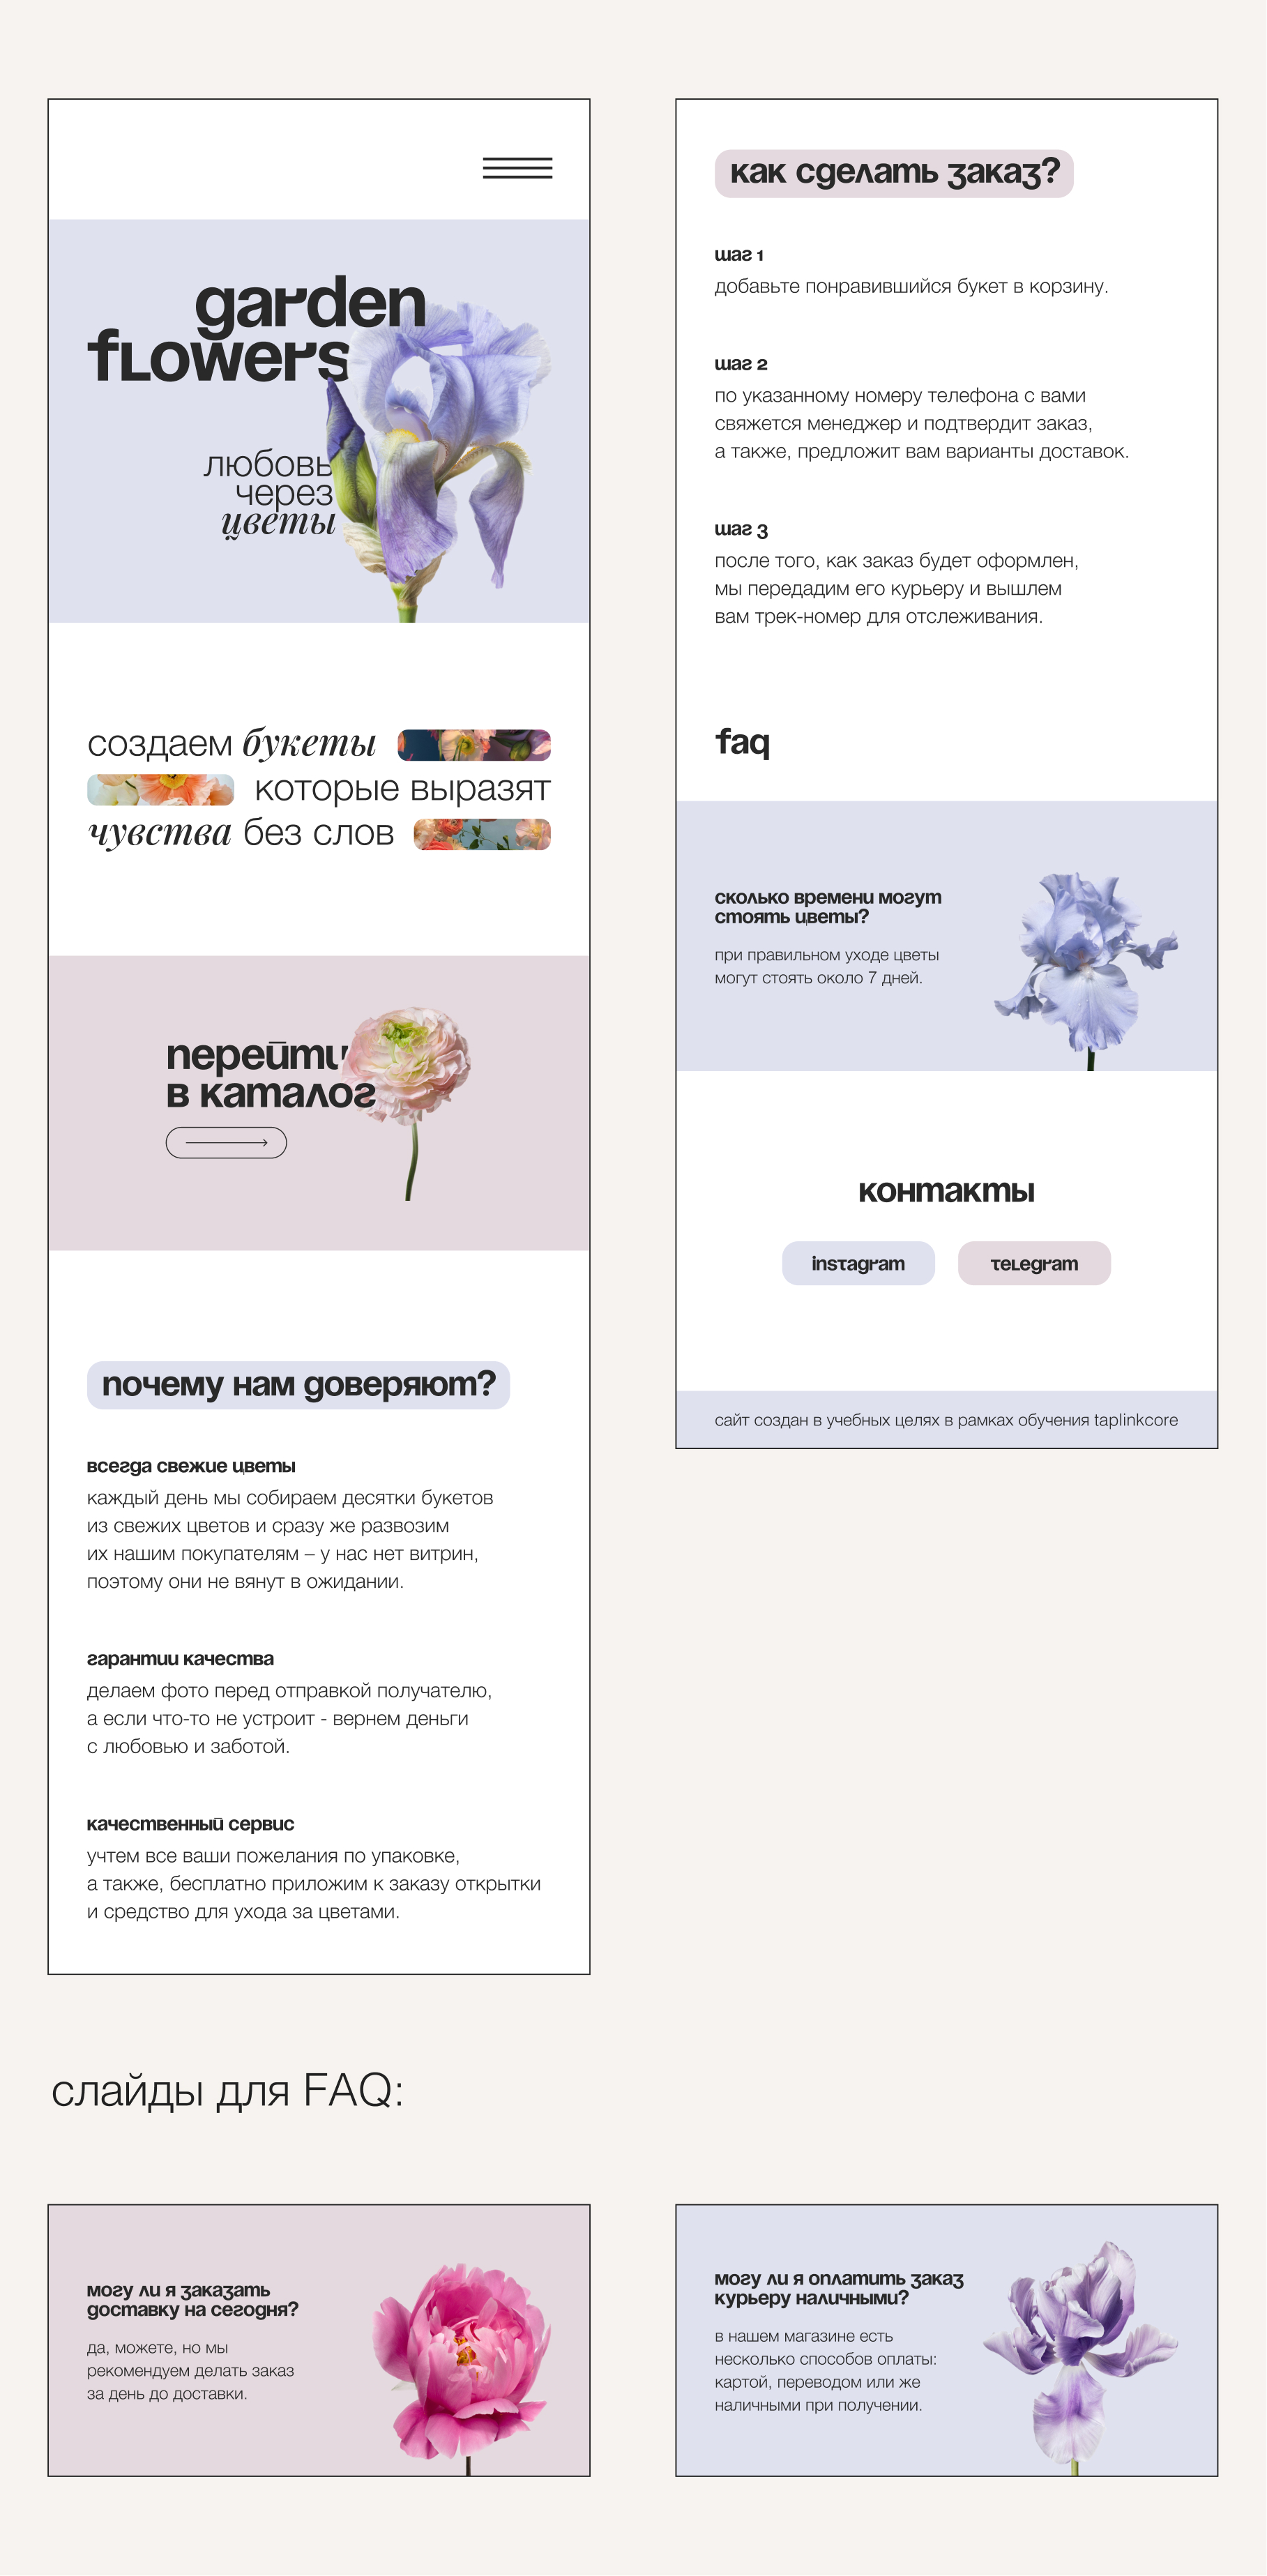 garden
flowers
любовь
через
цветы
создаем букеты
которые выразят
чувства без слов
перейти
в каталог
почему нам доверяют?
всегда свежие цветы
каждый день мы собираем десятки букетов
из свежих цветов и сразу же развозим
их нашим покупателям – у нас нет витрин,
поэтому они не вянут в ожидании.
гарантии качества
делаем фото перед отправкой получателю,
а если что-то не устроит - вернем деньги
с любовью и заботой.
качественный сервис
учтем все ваши пожелания по упаковке,
а также, бесплатно приложим к заказу открытки
и средство для ухода за цветами.
как сделать заказ?
шаг 1
добавьте понравившийся букет в корзину.
шаг 2
по указанному номеру телефона с вами
свяжется менеджер и подтвердит заказ,
а также, предложит вам варианты доставок.
шаг 3
после того, как заказ будет оформлен,
мы передадим его курьеру и вышлем
вам трек-номер для отслеживания.
faq
сколько времени могут
стоять цветы?
при правильном уходе цветы
могут стоять около 7 дней.
контакты
instagram
telegram
сайт создан в учебных целях в рамках обучения taplinkcore
слайды для FAQ:
могу ли я заказать
доставку на сегодня?
да, можете, но мы
рекомендуем делать заказ
за день до доставки.
могу ли я оплатить заказ
курьеру наличными?
в нашем магазине есть
несколько способов оплаты:
картой, переводом или же
наличными при получении.